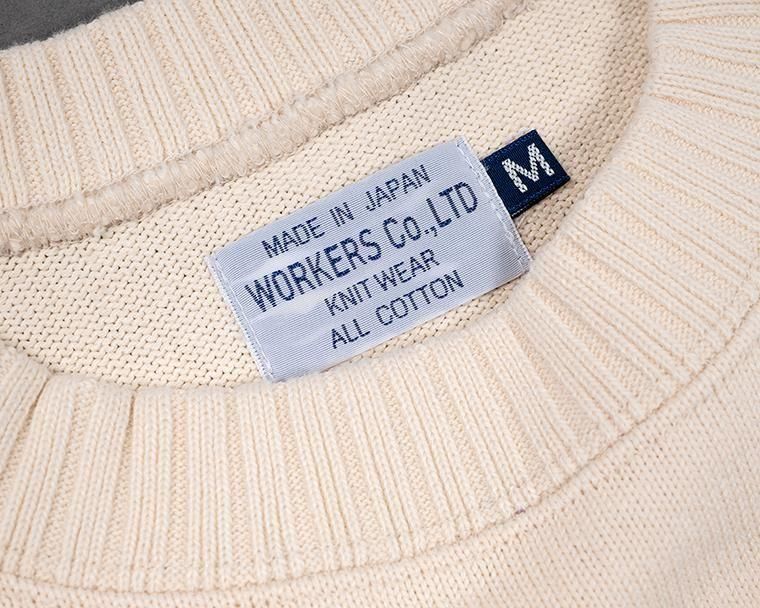 MADE IN JAPAN
WORKERS Co.,LTD
KNIT WEAR
ALL COTTON
M